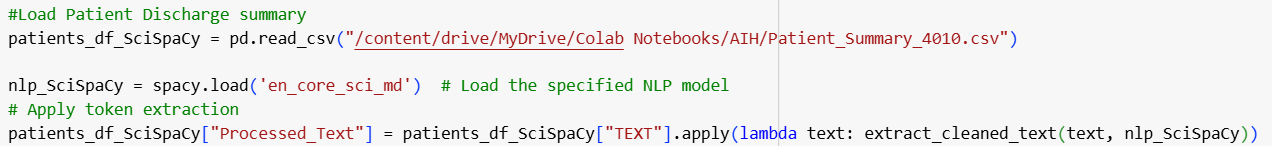 #Load Patient Discharge summary
patients_df_SciSpaCy = pd.read_csv("/content/drive/MyDrive/Colab Notebooks/AIH/Patient_Summary_4010.csv")
nlp_SciSpaCy = spacy.load('en_core_sci_md')  # Load the specified NLP model
# Apply token extraction
patients_df_SciSpaCy["Processed_Text"] = patients_df_SciSpaCy["TEXT"].apply(lambda text: extract_cleaned_text(text, nlp_SciSpaCy))